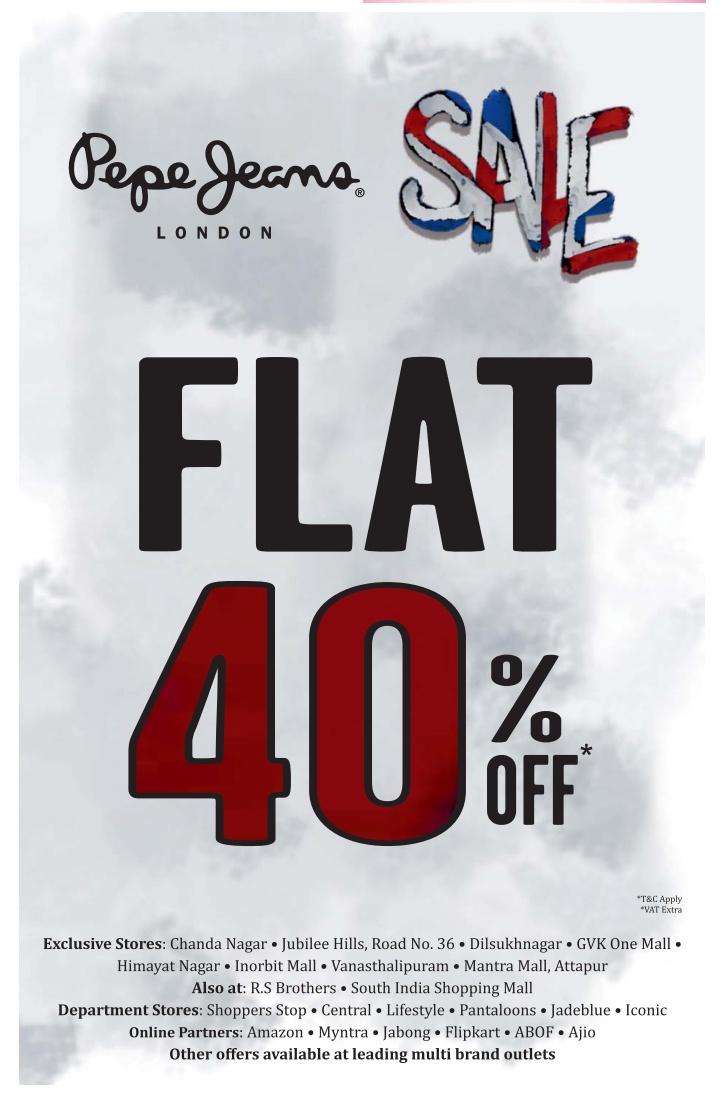 Pepe Jeans®
LONDON
SALE
FLAT
40%
OFF*
*T&C Apply
*VAT Extra
Exclusive Stores: Chanda Nagar • Jubilee Hills, Road No. 36 • Dilsukhnagar • GVK One Mall •
Himayat Nagar • Inorbit Mall • Vanasthalipuram • Mantra Mall, Attapur
Also at: R.S Brothers • South India Shopping Mall
Department Stores: Shoppers Stop • Central • Lifestyle • Pantaloons • Jadeblue • Iconic
Online Partners: Amazon • Myntra • Jabong • Flipkart • ABOF • Ajio
Other offers available at leading multi brand outlets